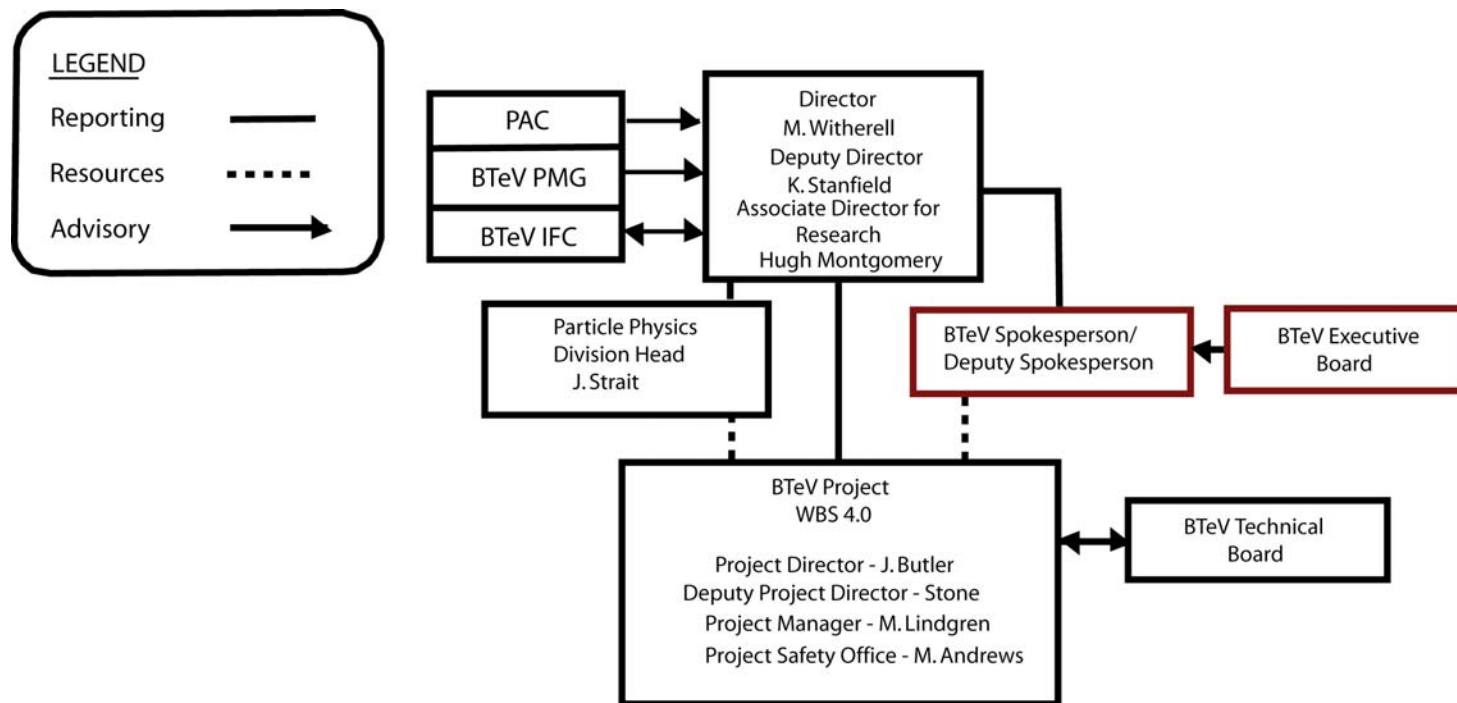 LEGEND
Reporting
Resources
Advisory
PAC
BTeV PMG
BTeV IFC
Director
M. Witherell
Deputy Director
K. Stanfield
Associate Director for
Research
Hugh Montgomery
Particle Physics
Division Head
J. Strait
BTeV Spokesperson/
Deputy Spokesperson
BTeV Executive
Board
BTeV Project
WBS 4.0
Project Director - J. Butler
Deputy Project Director - Stone
Project Manager - M. Lindgren
Project Safety Office - M. Andrews
BTeV Technical
Board